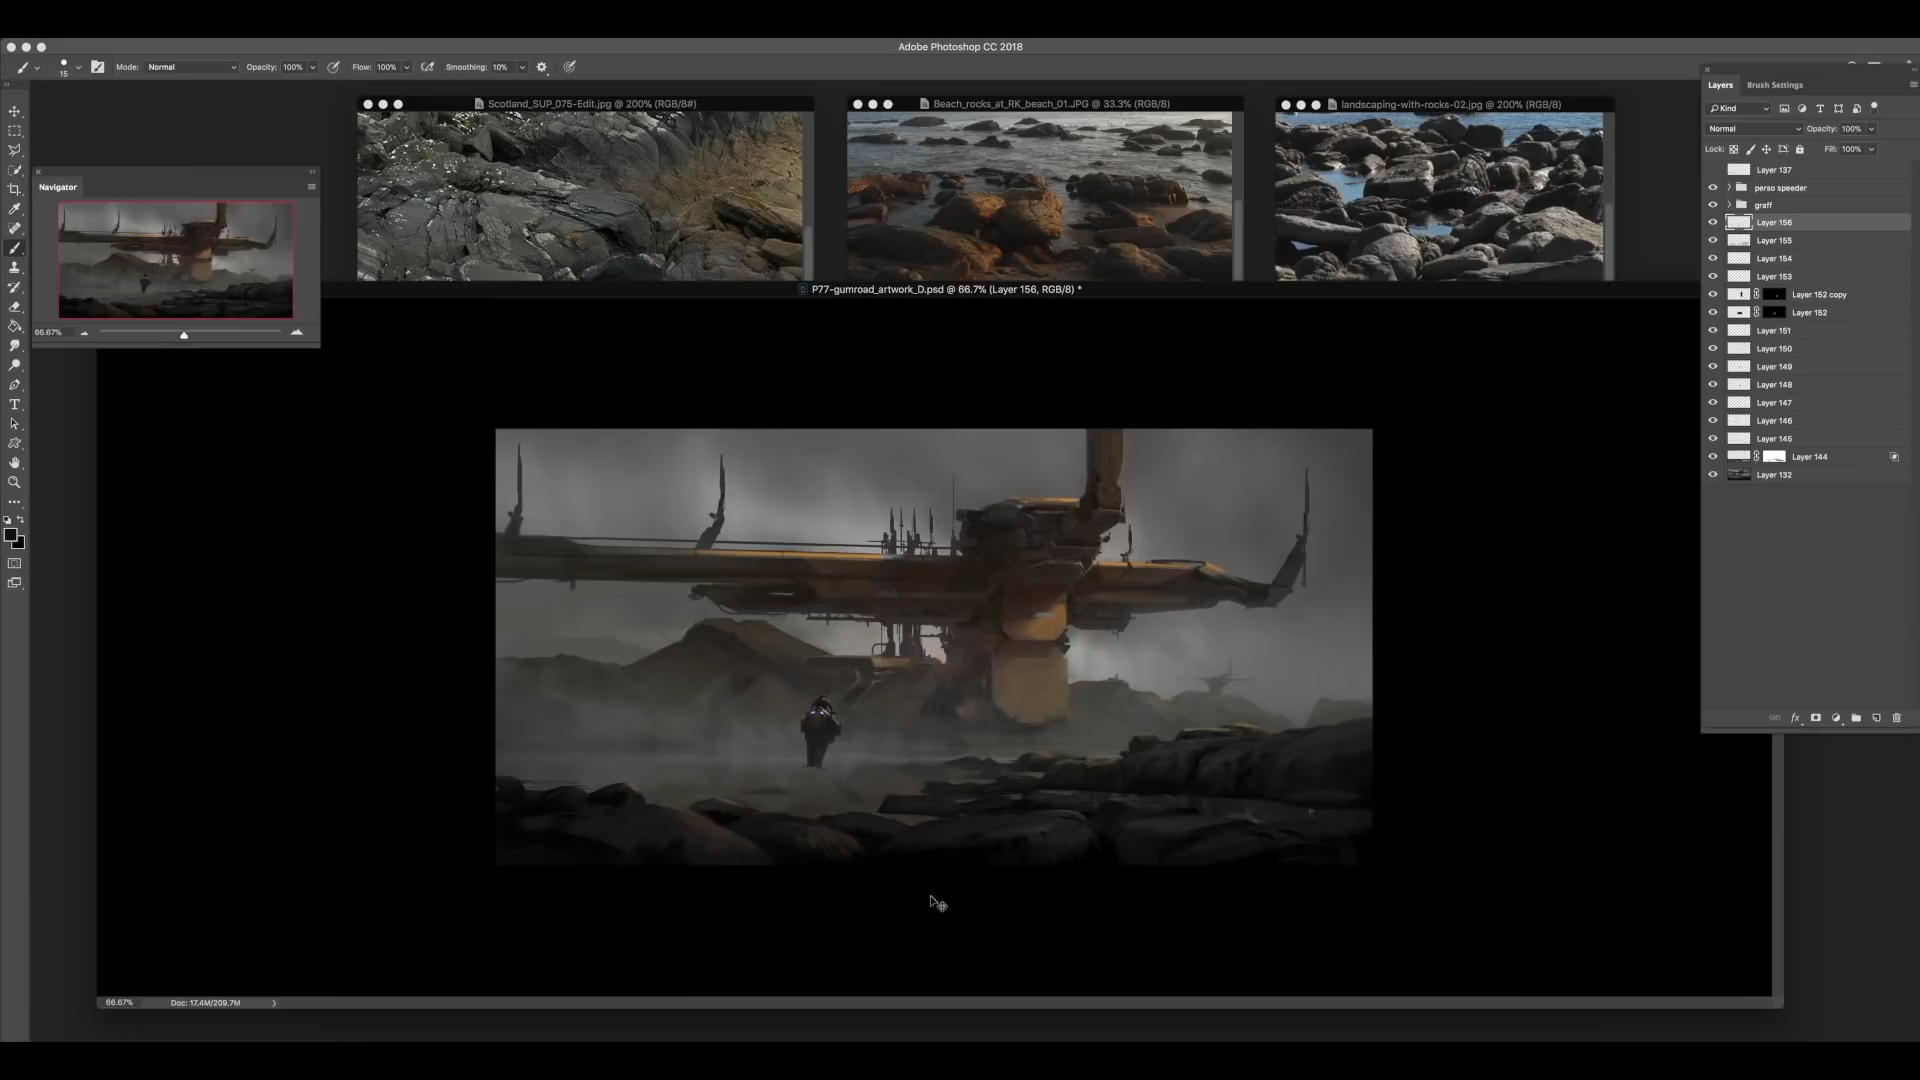 Adobe Photoshop CC 2018
15
Mode: Normal
Opacity: 100%
Flow: 100%
Smoothing: 10%
Scotland_SUP_075-Edit.jpg @ 200% (RGB/8#)
Beach_rocks_at_RK_beach_01.JPG @ 33.3% (RGB/8)
landscaping-with-rocks-02.jpg @ 200% (RGB/8)
Navigator
66.67%
P77-gumroad_artwork_D.psd @ 66.7% (Layer 156, RGB/8) *
66.67%
Doc: 17.4M/209.7M
Layers
Brush Settings
Kind
Normal
Opacity: 100%
Lock:
Fill: 100%
Layer 137
perso speeder
graff
Layer 156
Layer 155
Layer 154
Layer 153
Layer 152 copy
Layer 152
Layer 151
Layer 150
Layer 149
Layer 148
Layer 147
Layer 146
Layer 145
Layer 144
Layer 132
fx